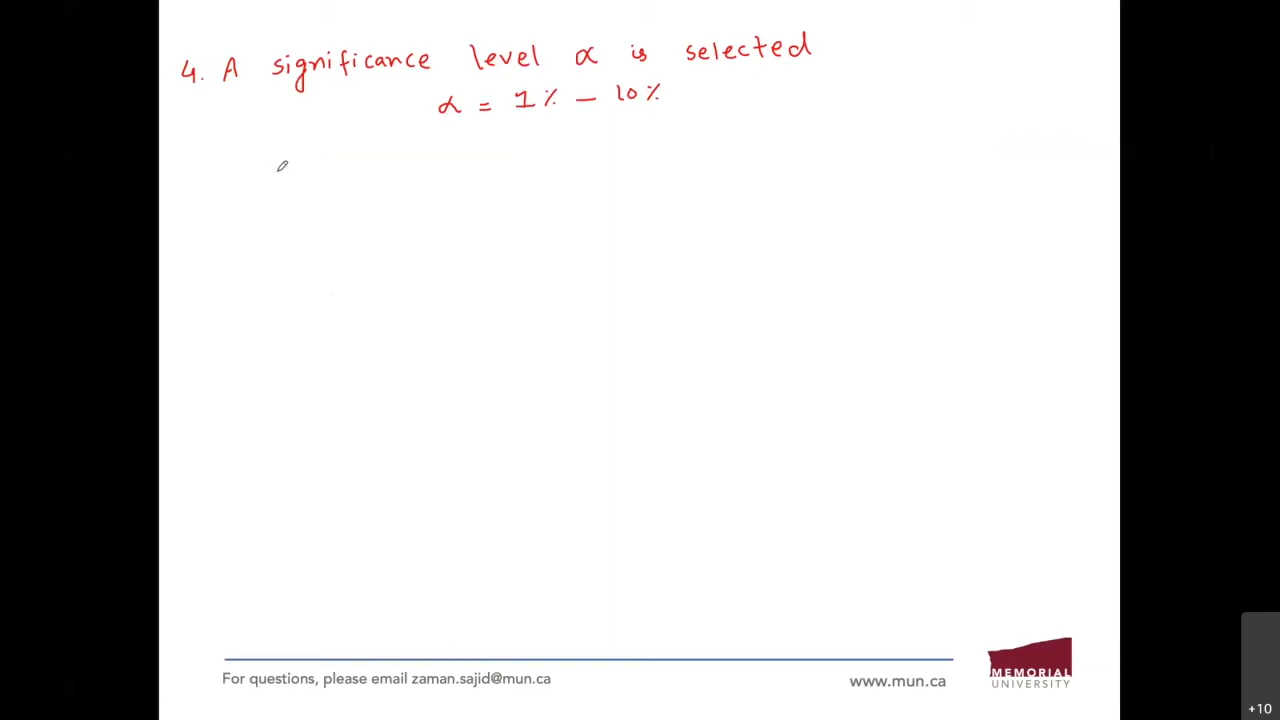 4. A significance level α is selected
α = 1% – 10%
For questions, please email zaman.sajid@mun.ca
www.mun.ca
MEMORIAL
UNIVERSITY
+10